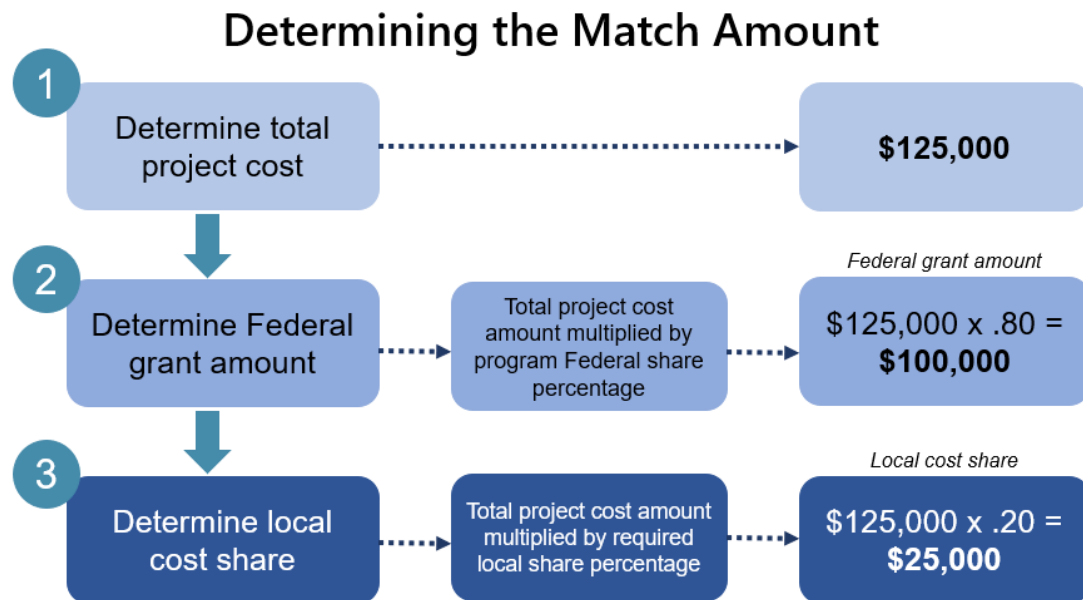 Determining the Match Amount
1
Determine total
project cost
$125,000
2
Determine Federal
grant amount
Total project cost
amount multiplied by
program Federal share
percentage
Federal grant amount
$125,000 x .80 =
$100,000
3
Determine local
cost share
Total project cost amount
multiplied by required
local share percentage
Local cost share
$125,000 x .20 =
$25,000